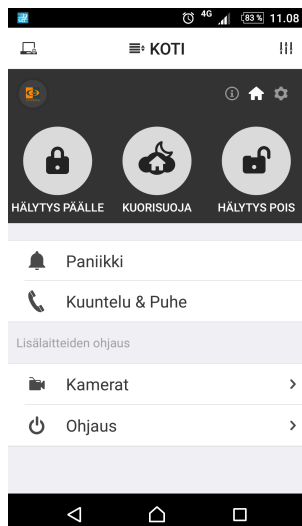 4G 83% 11.08
KOTI
HÄLYTYS PÄÄLLE KUORISUOJA HÄLYTYS POIS
Paniikki
Kuuntelu & Puhe
Lisälaitteiden ohjaus
Kamerat
Ohjaus